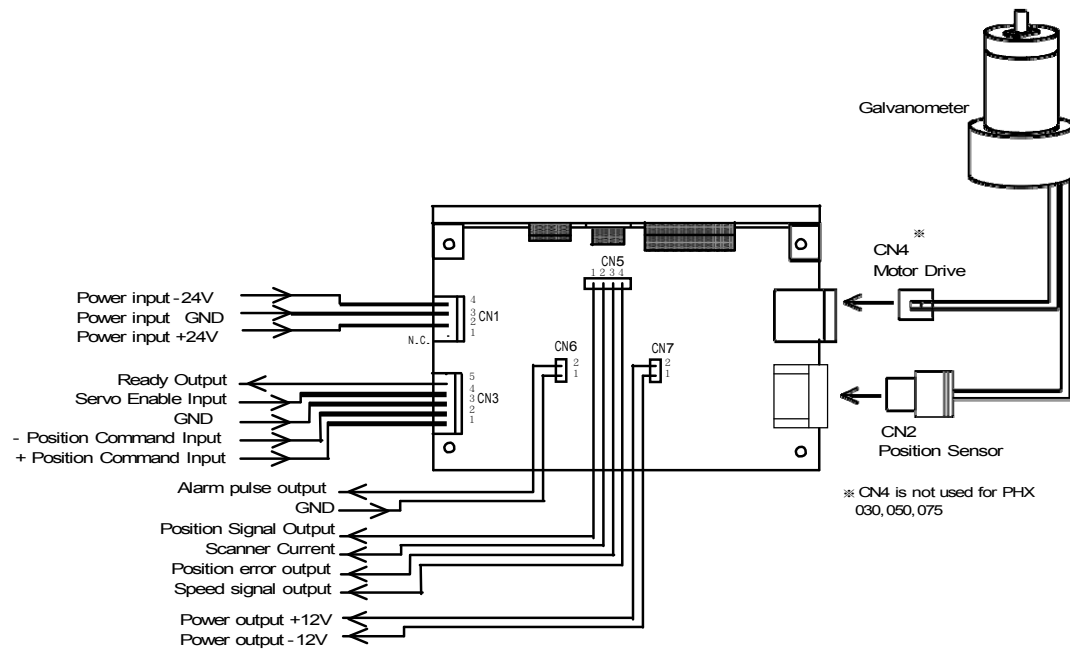 Galvanometer
※
CN4
Motor Drive
CN5
1 2 3 4
Power input -24V
Power input GND
Power input +24V
4
3
2
1
CN1
N.C.
CN6
2
1
CN7
2
1
Ready Output
Servo Enable Input
GND
- Position Command Input
+ Position Command Input
5
4
3
2
1
CN3
CN2
Position Sensor
Alarm pulse output
GND
※ CN4 is not used for PHX
030,050,075
Position Signal Output
Scanner Current
Position error output
Speed signal output
Power output +12V
Power output -12V